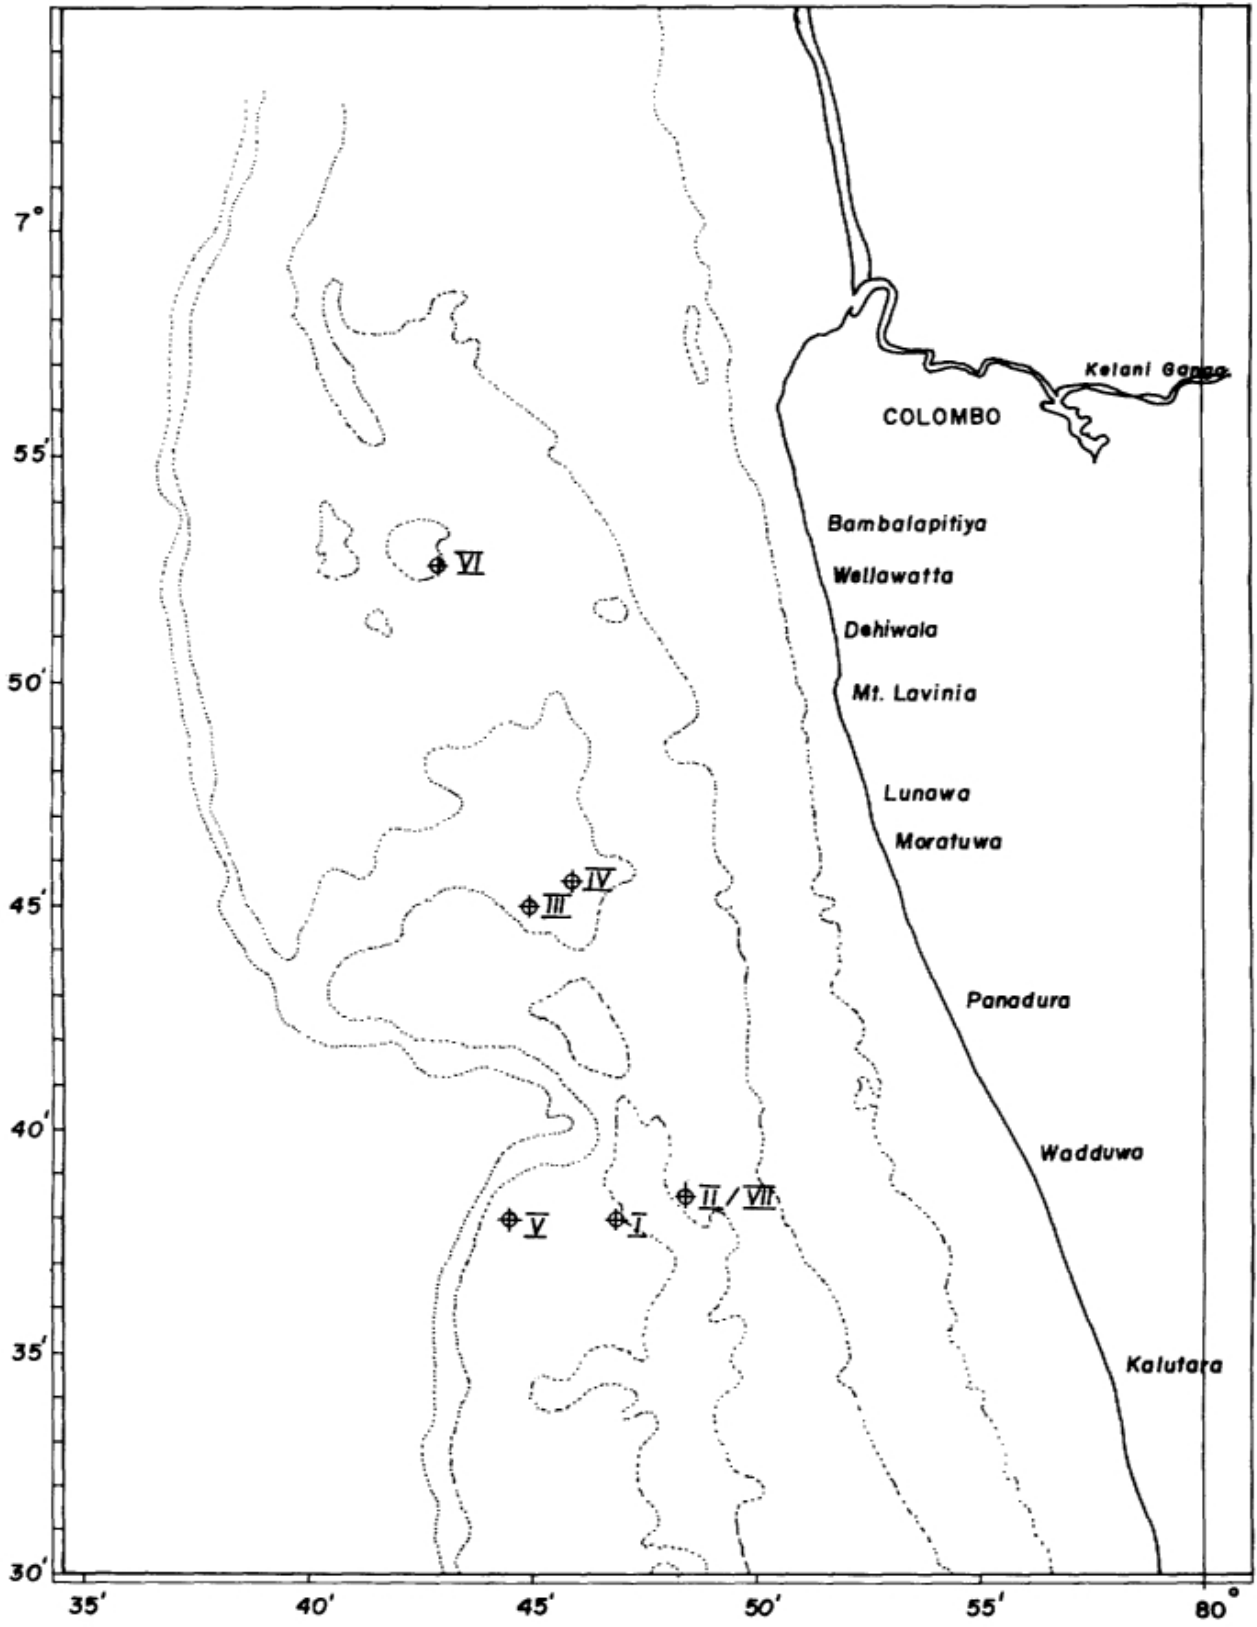 7°
Kelani Ganga
COLOMBO
55'
Bambalapitiya
VI
Wellawatta
Dehiwala
50'
Mt. Lavinia
Lunawa
Moratuwa
IV
45'
III
Panadura
40'
Wadduwa
II / VII
V
I
35'
Kalutara
30'
35'
40'
45'
50'
55'
80°